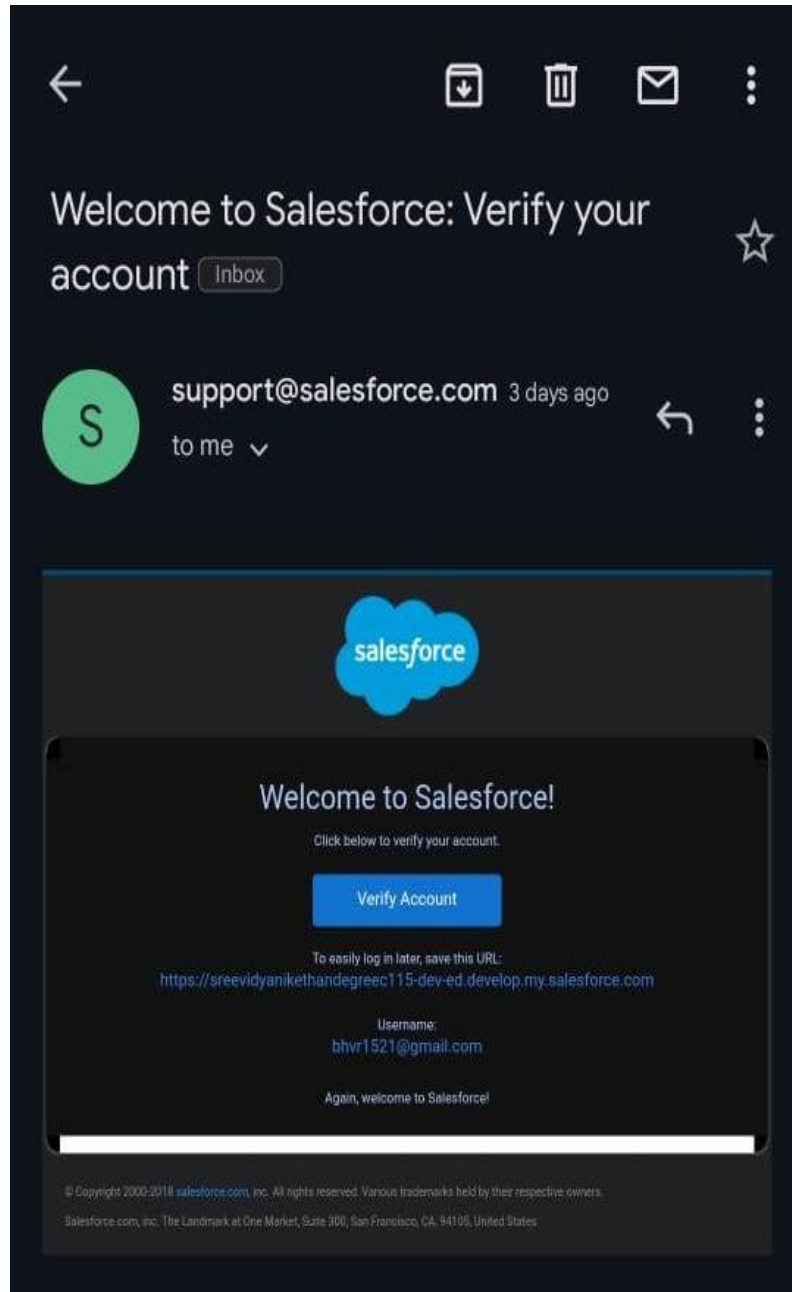 Welcome to Salesforce: Verify your
account Inbox
support@salesforce.com 3 days ago
S
to me
salesforce
Welcome to Salesforce!
Click below to verify your account.
Verify Account
To easily log in later, save this URL:
https://sreevidyanikethandegreec115-dev-ed.develop.my.salesforce.com
Username:
bhvr1521@gmail.com
Again, welcome to Salesforce!
© Copyright 2000-2018 salesforce.com, inc. All rights reserved. Various trademarks held by their respective owners.
Salesforce.com, inc. The Landmark at One Market, Suite 300, San Francisco, CA, 94105, United States